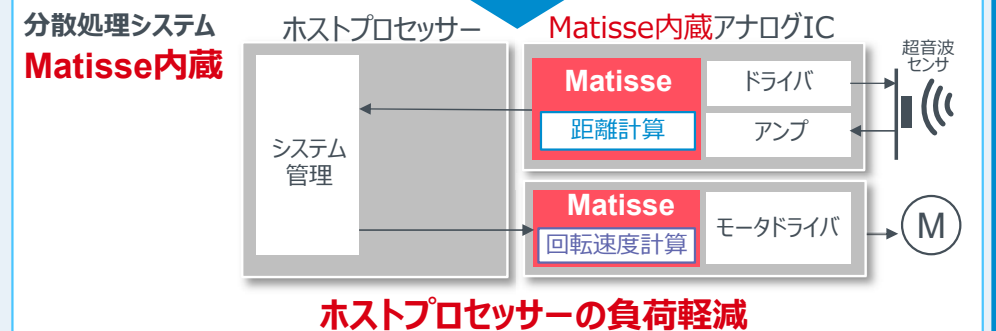 分散処理システム
Matisse内蔵
ホストプロセッサー
Matisse内蔵アナログIC
超音波
センサ
Matisse
ドライバ
距離計算
アンプ
システム
管理
Matisse
モータドライバ
回転速度計算
M
ホストプロセッサーの負荷軽減